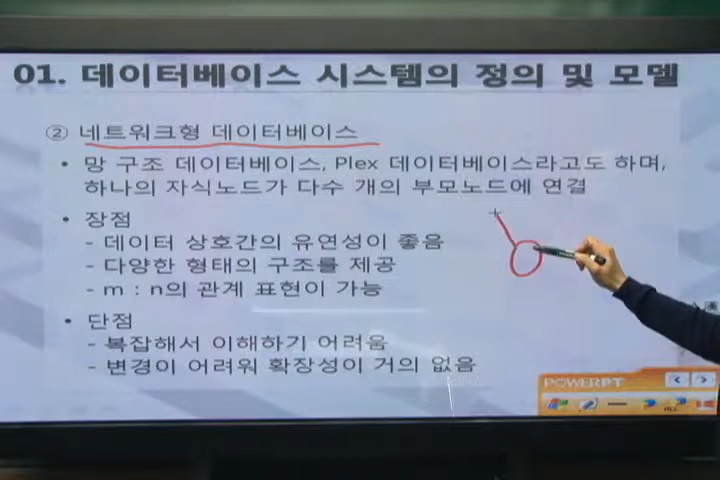 01. 데이터베이스 시스템의 정의 및 모델
② 네트워크형 데이터베이스
• 망 구조 데이터베이스, Plex 데이터베이스라고도 하며,
하나의 자식노드가 다수 개의 부모노드에 연결
• 장점
- 데이터 상호간의 유연성이 좋음
- 다양한 형태의 구조를 제공
- m : n의 관계 표현이 가능
• 단점
- 복잡해서 이해하기 어려움
- 변경이 어려워 확장성이 거의 없음
POWERPT